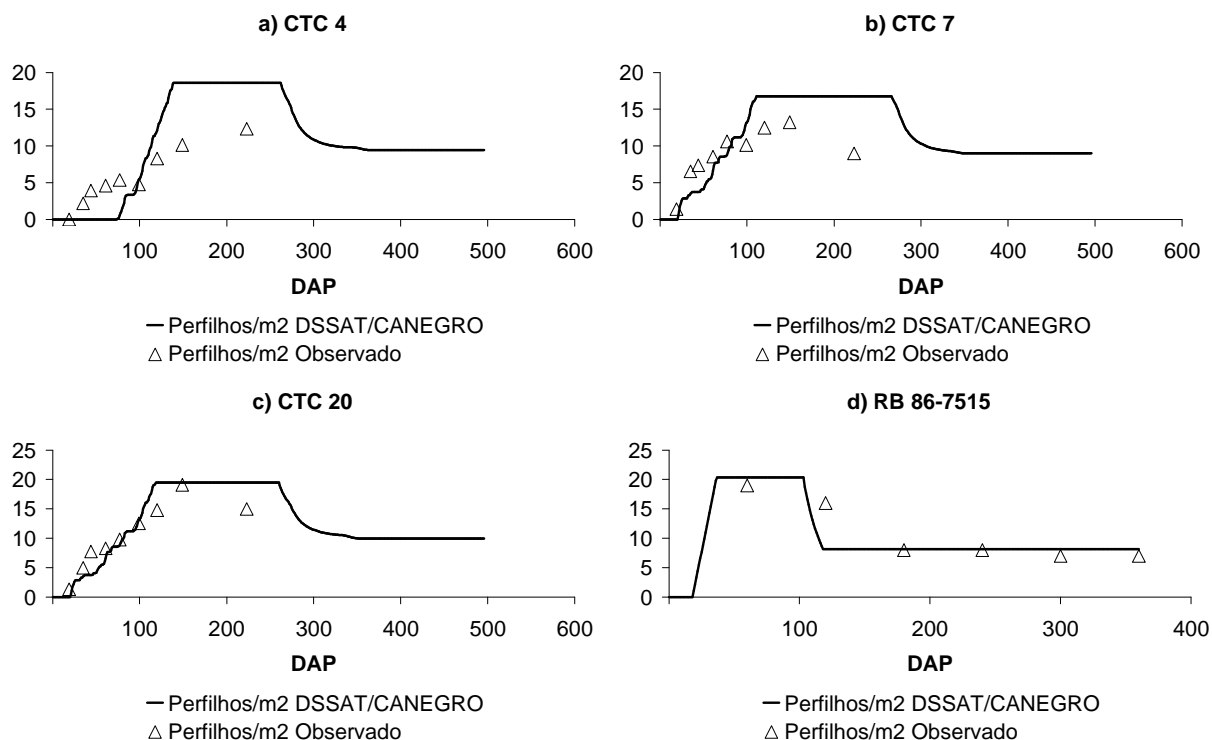 a) CTC 4
20
15
10
5
0
100 200 300 400 500 600
DAP
Perfilhos/m2 DSSAT/CANEGRO
Perfilhos/m2 Observado
b) CTC 7
20
15
10
5
0
100 200 300 400 500 600
DAP
Perfilhos/m2 DSSAT/CANEGRO
Perfilhos/m2 Observado
c) CTC 20
25
20
15
10
5
0
100 200 300 400 500 600
DAP
Perfilhos/m2 DSSAT/CANEGRO
Perfilhos/m2 Observado
d) RB 86-7515
25
20
15
10
5
0
100 200 300 400
DAP
Perfilhos/m2 DSSAT/CANEGRO
Perfilhos/m2 Observado